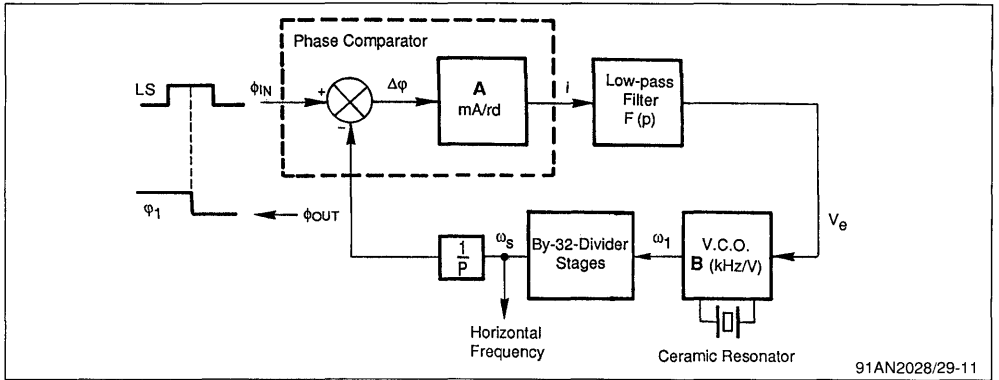 Phase Comparator
LS
ϕIN
+
−
Δφ
A
mA/rd
i
Low-pass
Filter
F (p)
φ1
ϕOUT
1
P
ωs
By-32-Divider
Stages
ω1
V.C.O.
B (kHz/V)
Ve
Horizontal
Frequency
Ceramic Resonator
91AN2028/29-11